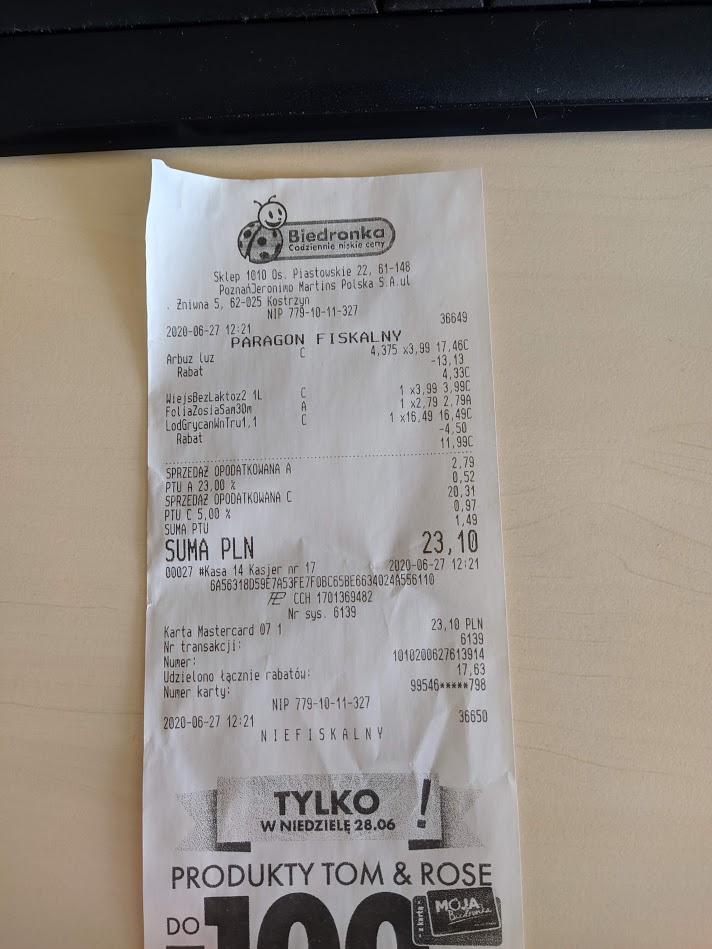 Biedronka
Codziennie niskie ceny
Sklep 1010 Os. Piastowskie 22, 61-148
PoznańJeronimo Martins Polska S.A.ul
. Żniwna 5, 62-025 Kostrzyn
NIP 779-10-11-327
2020-06-27 12:21 36649
PARAGON FISKALNY
Arbuz luz C 4,375 x3,99 17,46C
Rabat -13,13
4,33C
WiejsBezLaktoz2 1L C 1 x3,99 3,99C
FoliaZosiaSam30m A 1 x2,79 2,79A
LodGrycanWnTru1,1 C 1 x16,49 16,49C
Rabat -4,50
11,99C
SPRZEDAŻ OPODATKOWANA A 2,79
PTU A 23,00 % 0,52
SPRZEDAŻ OPODATKOWANA C 20,31
PTU C 5,00 % 0,97
SUMA PTU 1,49
SUMA PLN 23,10
00027 #Kasa 14 Kasjer nr 17 2020-06-27 12:21
6A56318D59E7A53FE7F0BC65BE6634024A556110
CCH 1701369482
Nr sys. 6139
Karta Mastercard 07 1 23,10 PLN
Nr transakcji: 6139
Numer: 1010200627613914
Udzielono łącznie rabatów: 17,63
Numer karty: 99546*****798
NIP 779-10-11-327
2020-06-27 12:21 36650
NIEFISKALNY
TYLKO !
W NIEDZIELĘ 28.06
PRODUKTY TOM & ROSE
DO 100
z kartą
MOJA
Biedronka